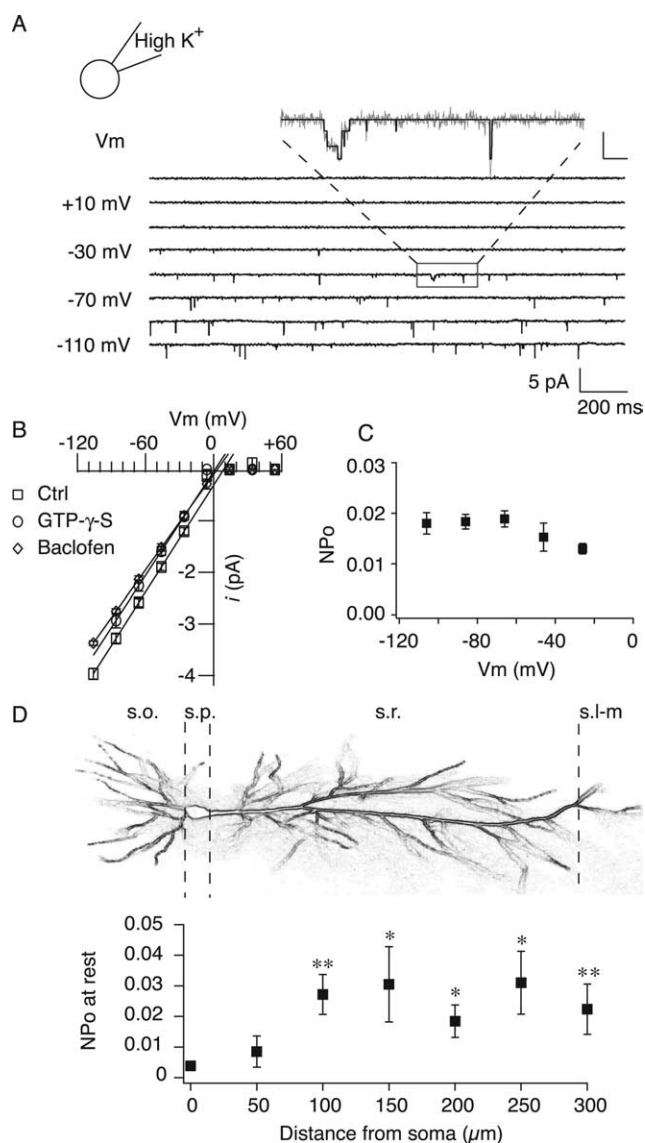 A
High K+
Vm
+10 mV
-30 mV
-70 mV
-110 mV
5 pA
200 ms
B
Vm (mV)
-120 -60 0 +60
Ctrl
GTP-γ-S
Baclofen
-2
-3
-4
i (pA)
C
0.03
0.02
0.01
0.00
NPo
-120 -80 -40 0
Vm (mV)
D
s.o. s.p. s.r. s.l-m
0.05
0.04
0.03
0.02
0.01
0
NPo at rest
** * * * **
0 50 100 150 200 250 300
Distance from soma (µm)